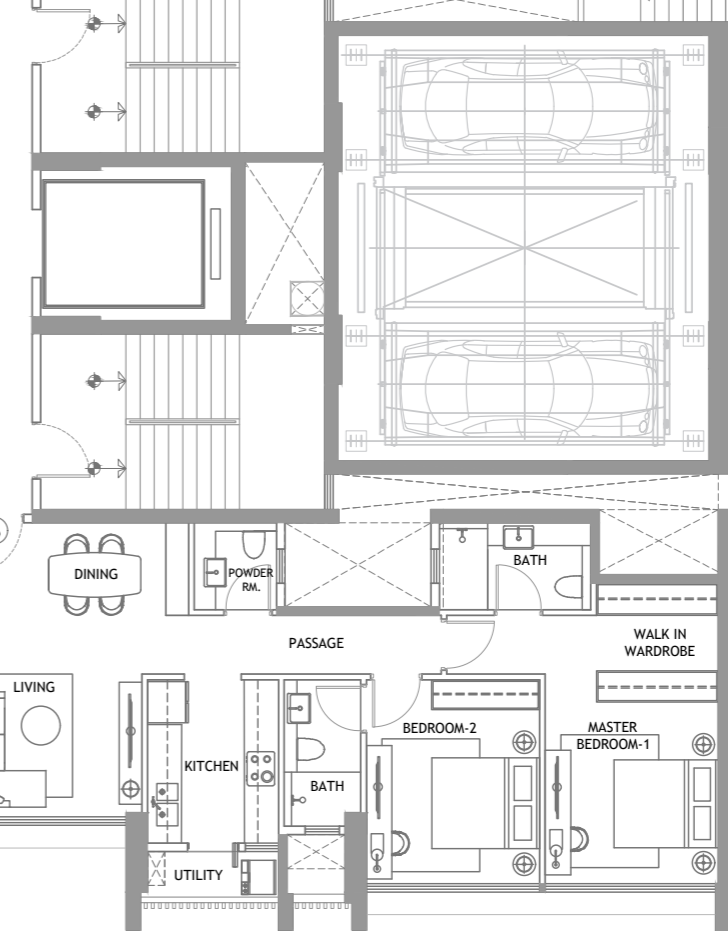 DINING
POWDER
RM.
BATH
PASSAGE
WALK IN
WARDROBE
LIVING
BEDROOM-2
MASTER
BEDROOM-1
KITCHEN
BATH
UTILITY